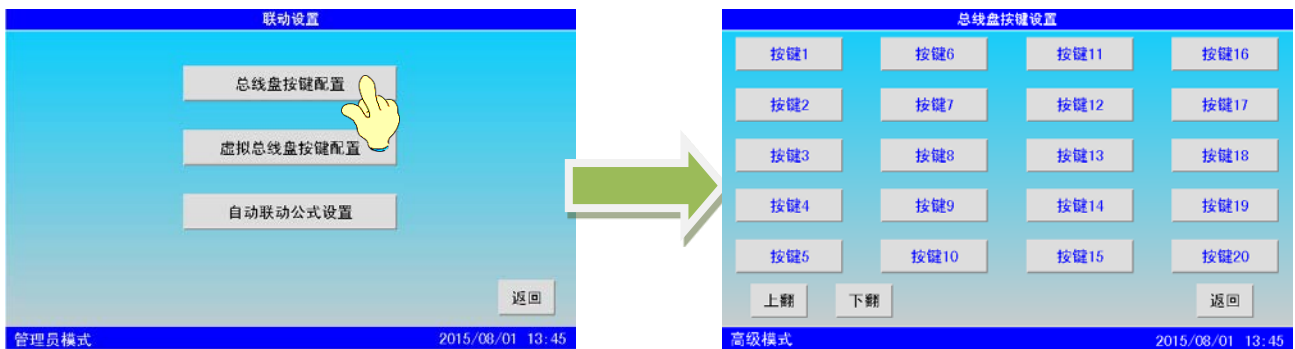 联动设置
总线盘按键配置
虚拟总线盘按键配置
自动联动公式设置
返回
管理员模式 2015/08/01 13:45
总线盘按键设置
按键1 按键6 按键11 按键16
按键2 按键7 按键12 按键17
按键3 按键8 按键13 按键18
按键4 按键9 按键14 按键19
按键5 按键10 按键15 按键20
上翻 下翻 返回
高级模式 2015/08/01 13:45